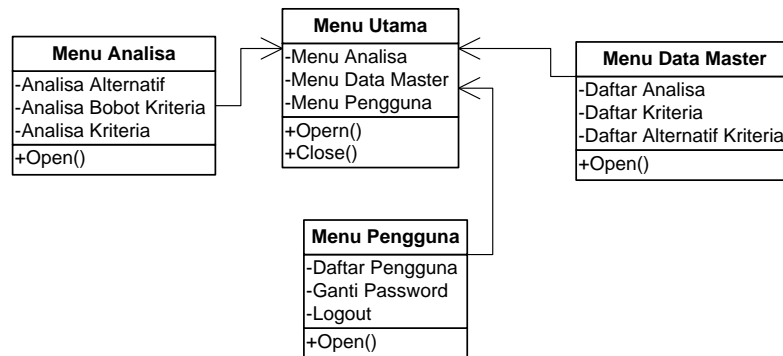 Menu Analisa
-Analisa Alternatif
-Analisa Bobot Kriteria
-Analisa Kriteria
+Open()
Menu Utama
-Menu Analisa
-Menu Data Master
-Menu Pengguna
+Opern()
+Close()
Menu Data Master
-Daftar Analisa
-Daftar Kriteria
-Daftar Alternatif Kriteria
+Open()
Menu Pengguna
-Daftar Pengguna
-Ganti Password
-Logout
+Open()